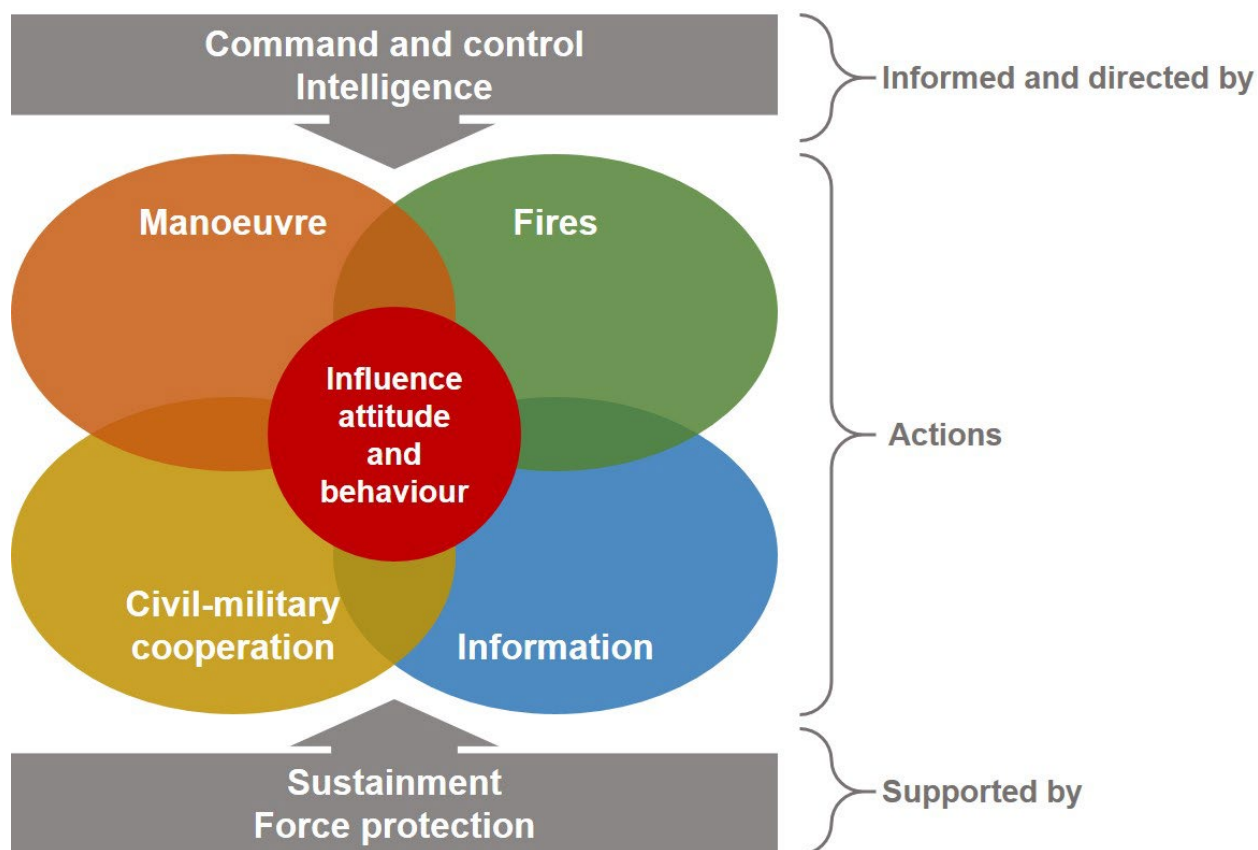 Command and control
Intelligence
Informed and directed by
Manoeuvre
Fires
Influence
attitude
and
behaviour
Actions
Civil-military
cooperation
Information
Sustainment
Force protection
Supported by